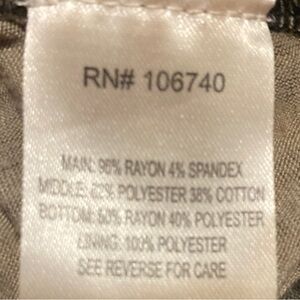 RN# 106740
MAIN: 96% RAYON 4% SPANDEX
MIDDLE: 62% POLYESTER 38% COTTON
BOTTOM: 60% RAYON 40% POLYESTER
LINING: 100% POLYESTER
SEE REVERSE FOR CARE